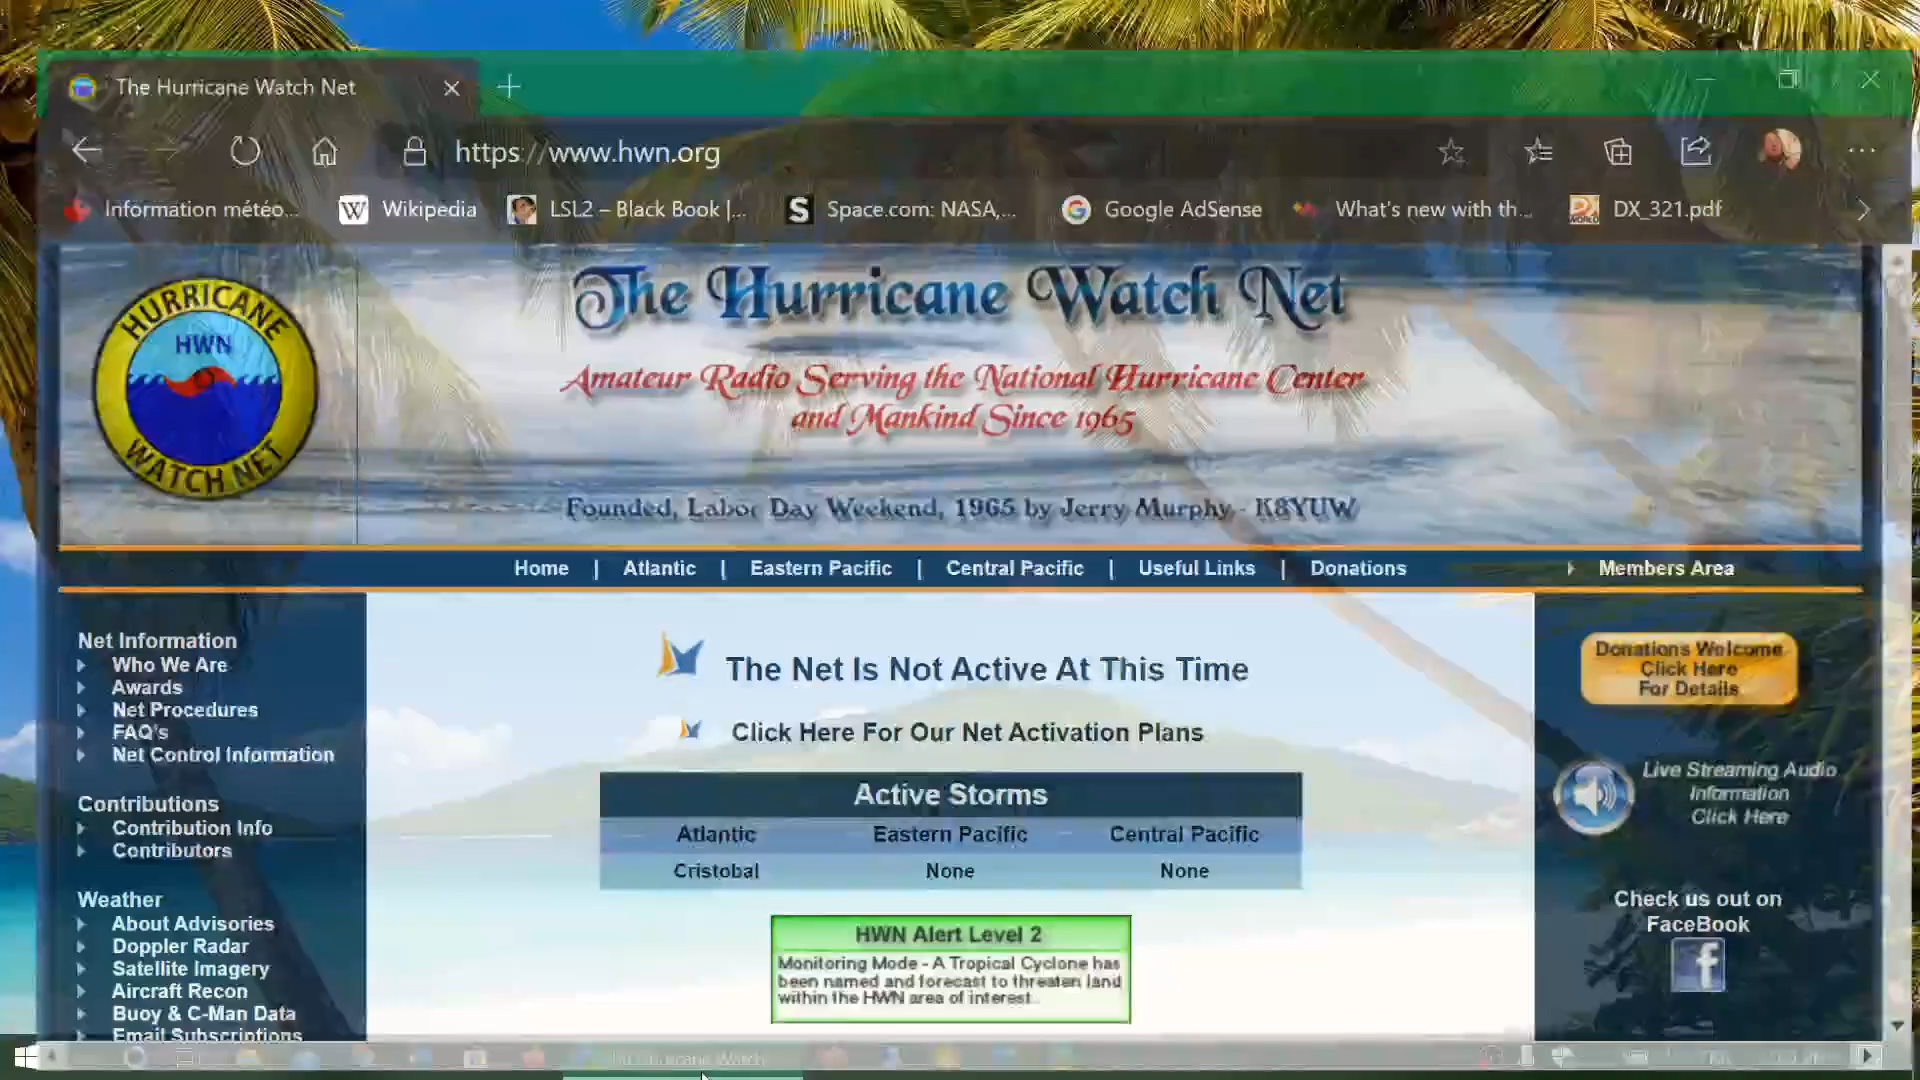 The Hurricane Watch Net
https://www.hwn.org
Information météo...
Wikipedia
LSL2 – Black Book |...
Space.com: NASA,...
Google AdSense
What's new with th...
DX_321.pdf
HURRICANE
HWN
WATCH NET
The Hurricane Watch Net
Amateur Radio Serving the National Hurricane Center
and Mankind Since 1965
Founded, Labor Day Weekend, 1965 by Jerry Murphy - K8YUW
Home | Atlantic | Eastern Pacific | Central Pacific | Useful Links | Donations
Members Area
Net Information
Who We Are
Awards
Net Procedures
FAQ's
Net Control Information
Contributions
Contribution Info
Contributors
Weather
About Advisories
Doppler Radar
Satellite Imagery
Aircraft Recon
Buoy & C-Man Data
Email Subscriptions
The Net Is Not Active At This Time
Click Here For Our Net Activation Plans
Active Storms
Atlantic Eastern Pacific Central Pacific
Cristobal None None
HWN Alert Level 2
Monitoring Mode - A Tropical Cyclone has
been named and forecast to threaten land
within the HWN area of interest.
Donations Welcome
Click Here
For Details
Live Streaming Audio
Information
Click Here
Check us out on
FaceBook